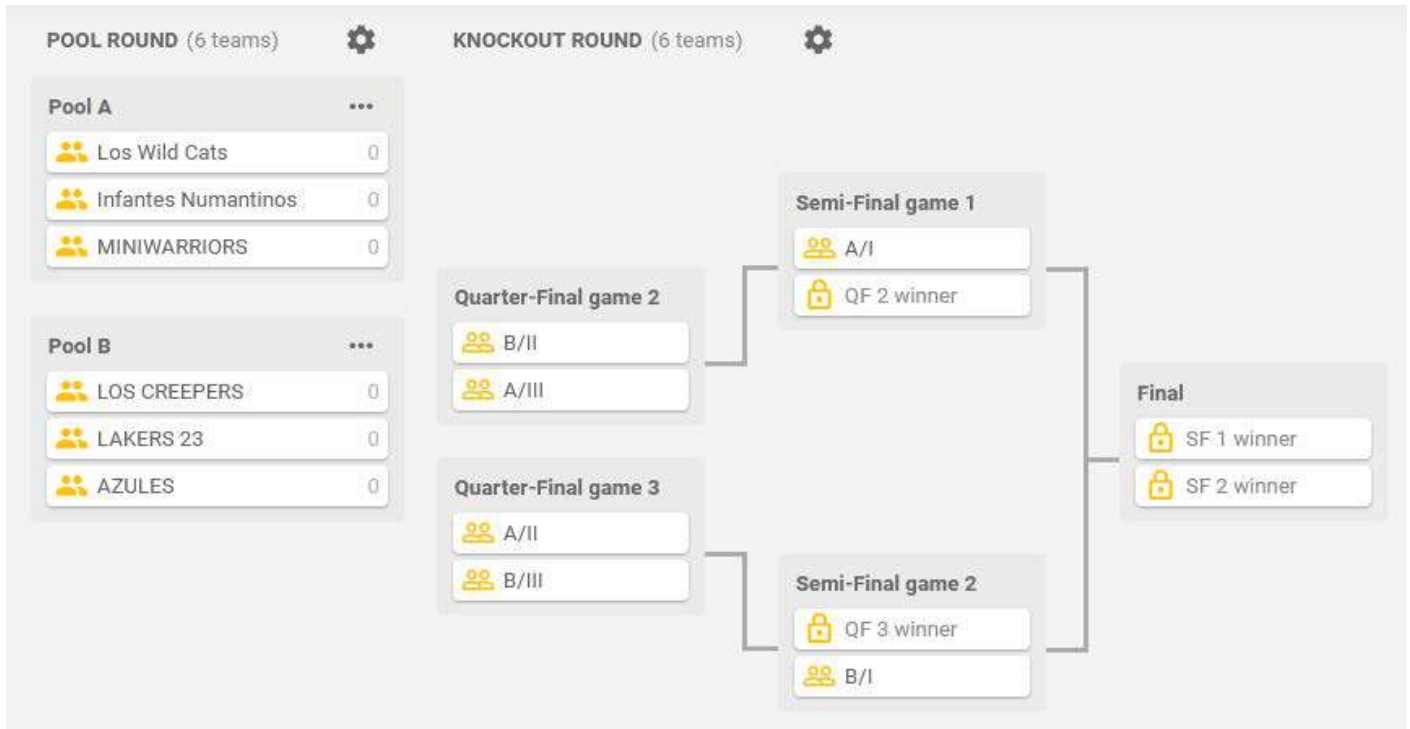 POOL ROUND (6 teams)
KNOCKOUT ROUND (6 teams)
Pool A
Los Wild Cats 0
Infantes Numantinos 0
MINIWARRIORS 0
Pool B
LOS CREEPERS 0
LAKERS 23 0
AZULES 0
Quarter-Final game 2
B/II
A/III
Quarter-Final game 3
A/II
B/III
Semi-Final game 1
A/I
QF 2 winner
Semi-Final game 2
QF 3 winner
B/I
Final
SF 1 winner
SF 2 winner